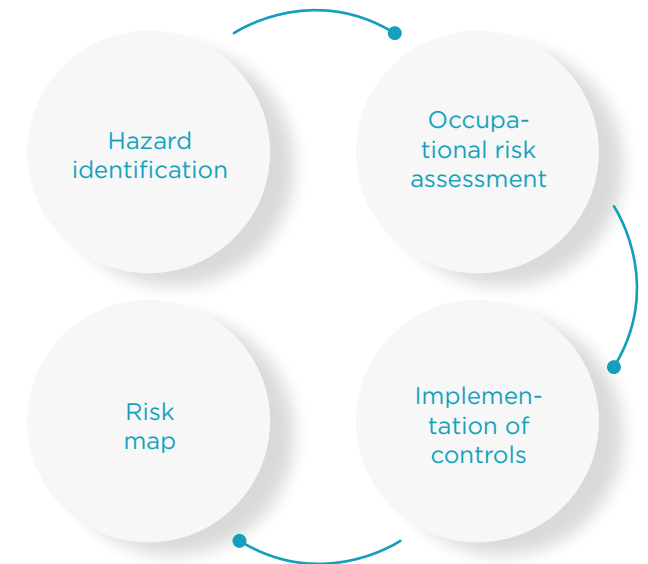 Hazard
identification
Occupa-
tional risk
assessment
Risk
map
Implemen-
tation of
controls